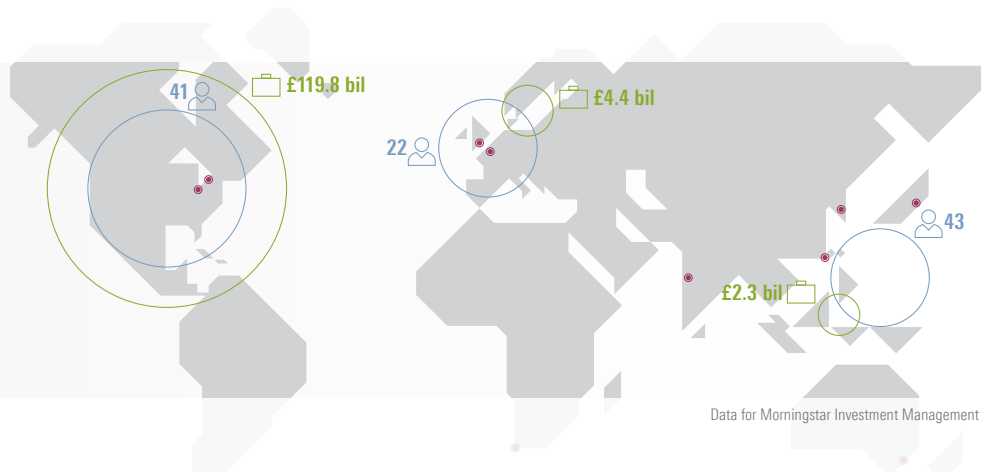 41
£119.8 bil
22
£4.4 bil
43
£2.3 bil
Data for Morningstar Investment Management